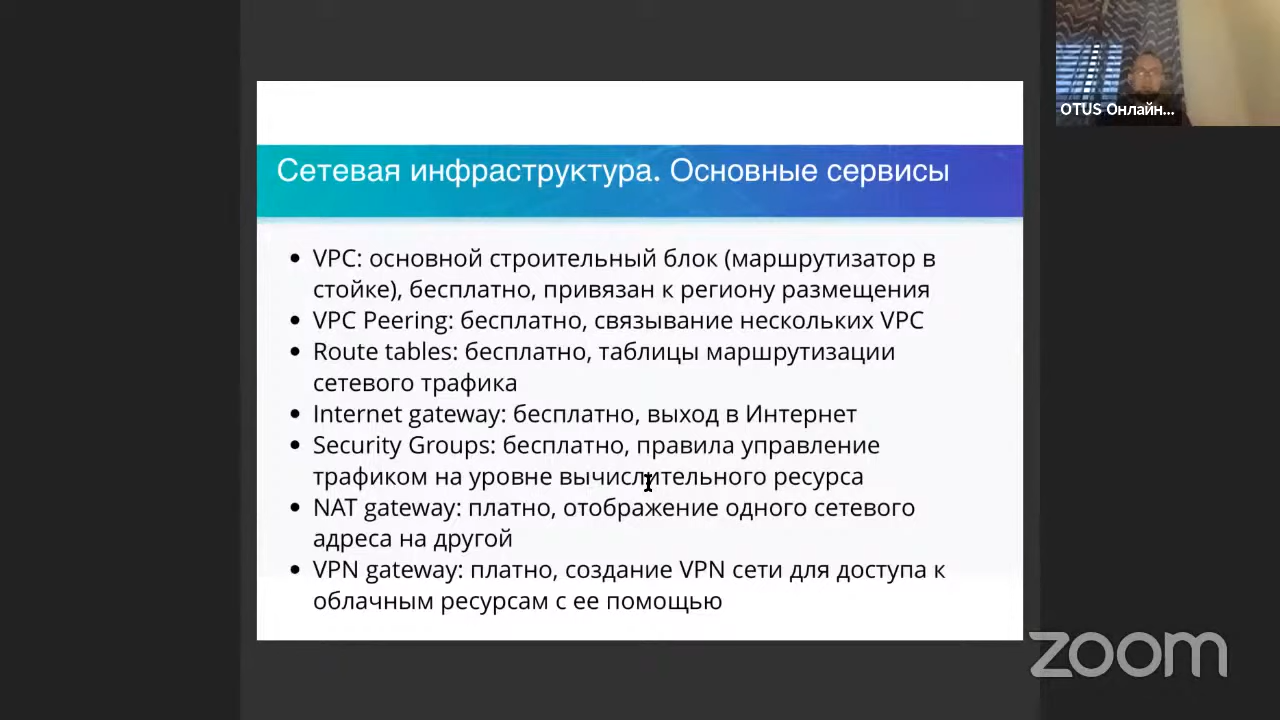 OTUS Онлайн...
Сетевая инфраструктура. Основные сервисы
• VPC: основной строительный блок (маршрутизатор в
стойке), бесплатно, привязан к региону размещения
• VPC Peering: бесплатно, связывание нескольких VPC
• Route tables: бесплатно, таблицы маршрутизации
сетевого трафика
• Internet gateway: бесплатно, выход в Интернет
• Security Groups: бесплатно, правила управление
трафиком на уровне вычислительного ресурса
• NAT gateway: платно, отображение одного сетевого
адреса на другой
• VPN gateway: платно, создание VPN сети для доступа к
облачным ресурсам с ее помощью
zoom